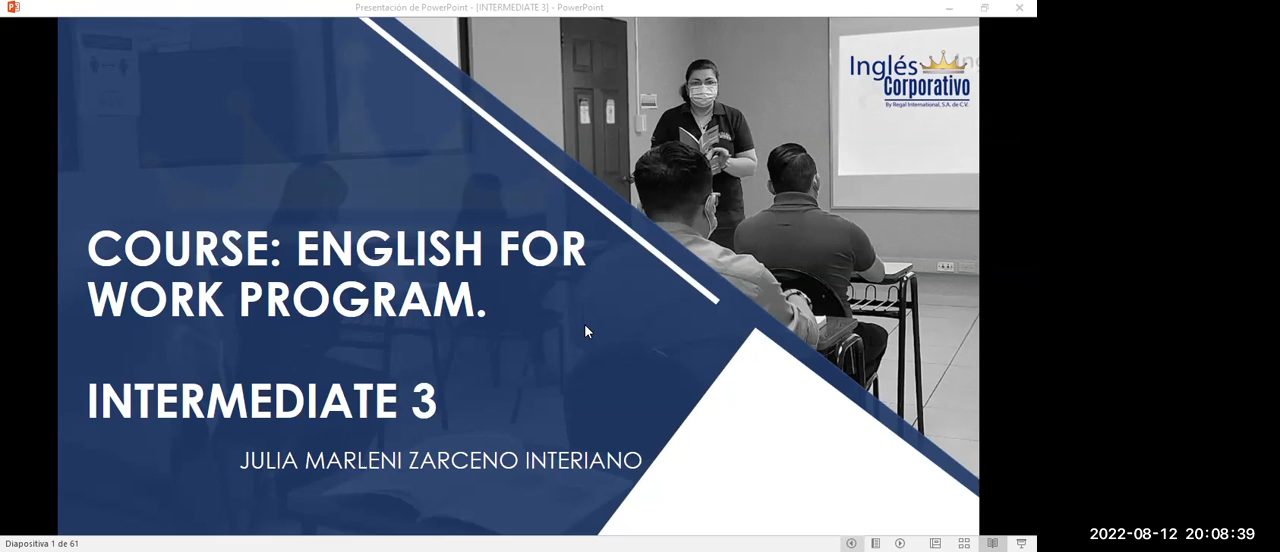 Presentación de PowerPoint - [INTERMEDIATE 3] - PowerPoint
Inglés
Corporativo
By Regal International, S.A. de C.V.
COURSE: ENGLISH FOR
WORK PROGRAM.
INTERMEDIATE 3
JULIA MARLENI ZARCENO INTERIANO
Diapositiva 1 de 61
2022-08-12 20:08:39